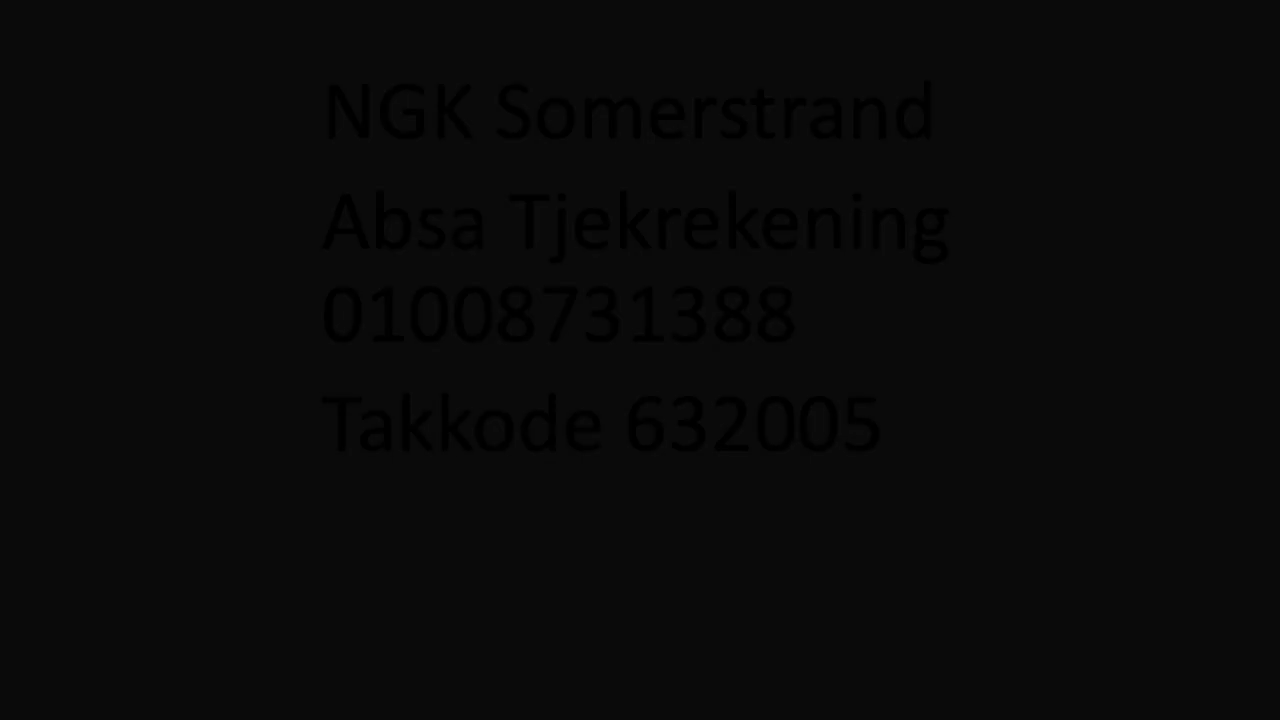 NGK Somerstrand
Absa Tjekrekening
01008731388
Takkode 632005